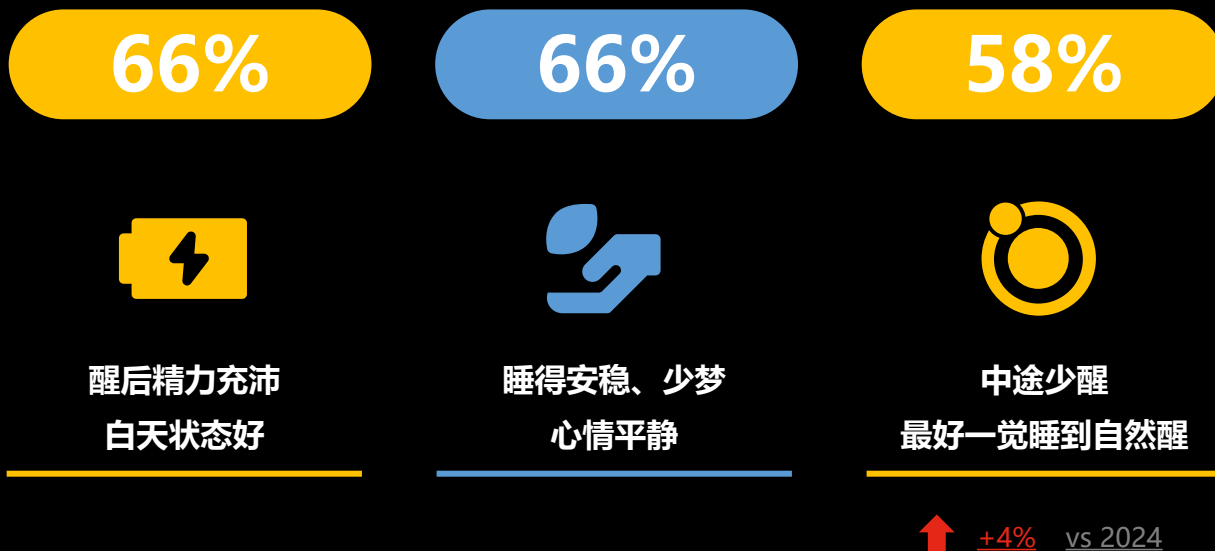 66%
66%
58%
醒后精力充沛
白天状态好
睡得安稳、少梦
心情平静
中途少醒
最好一觉睡到自然醒
+4% vs 2024